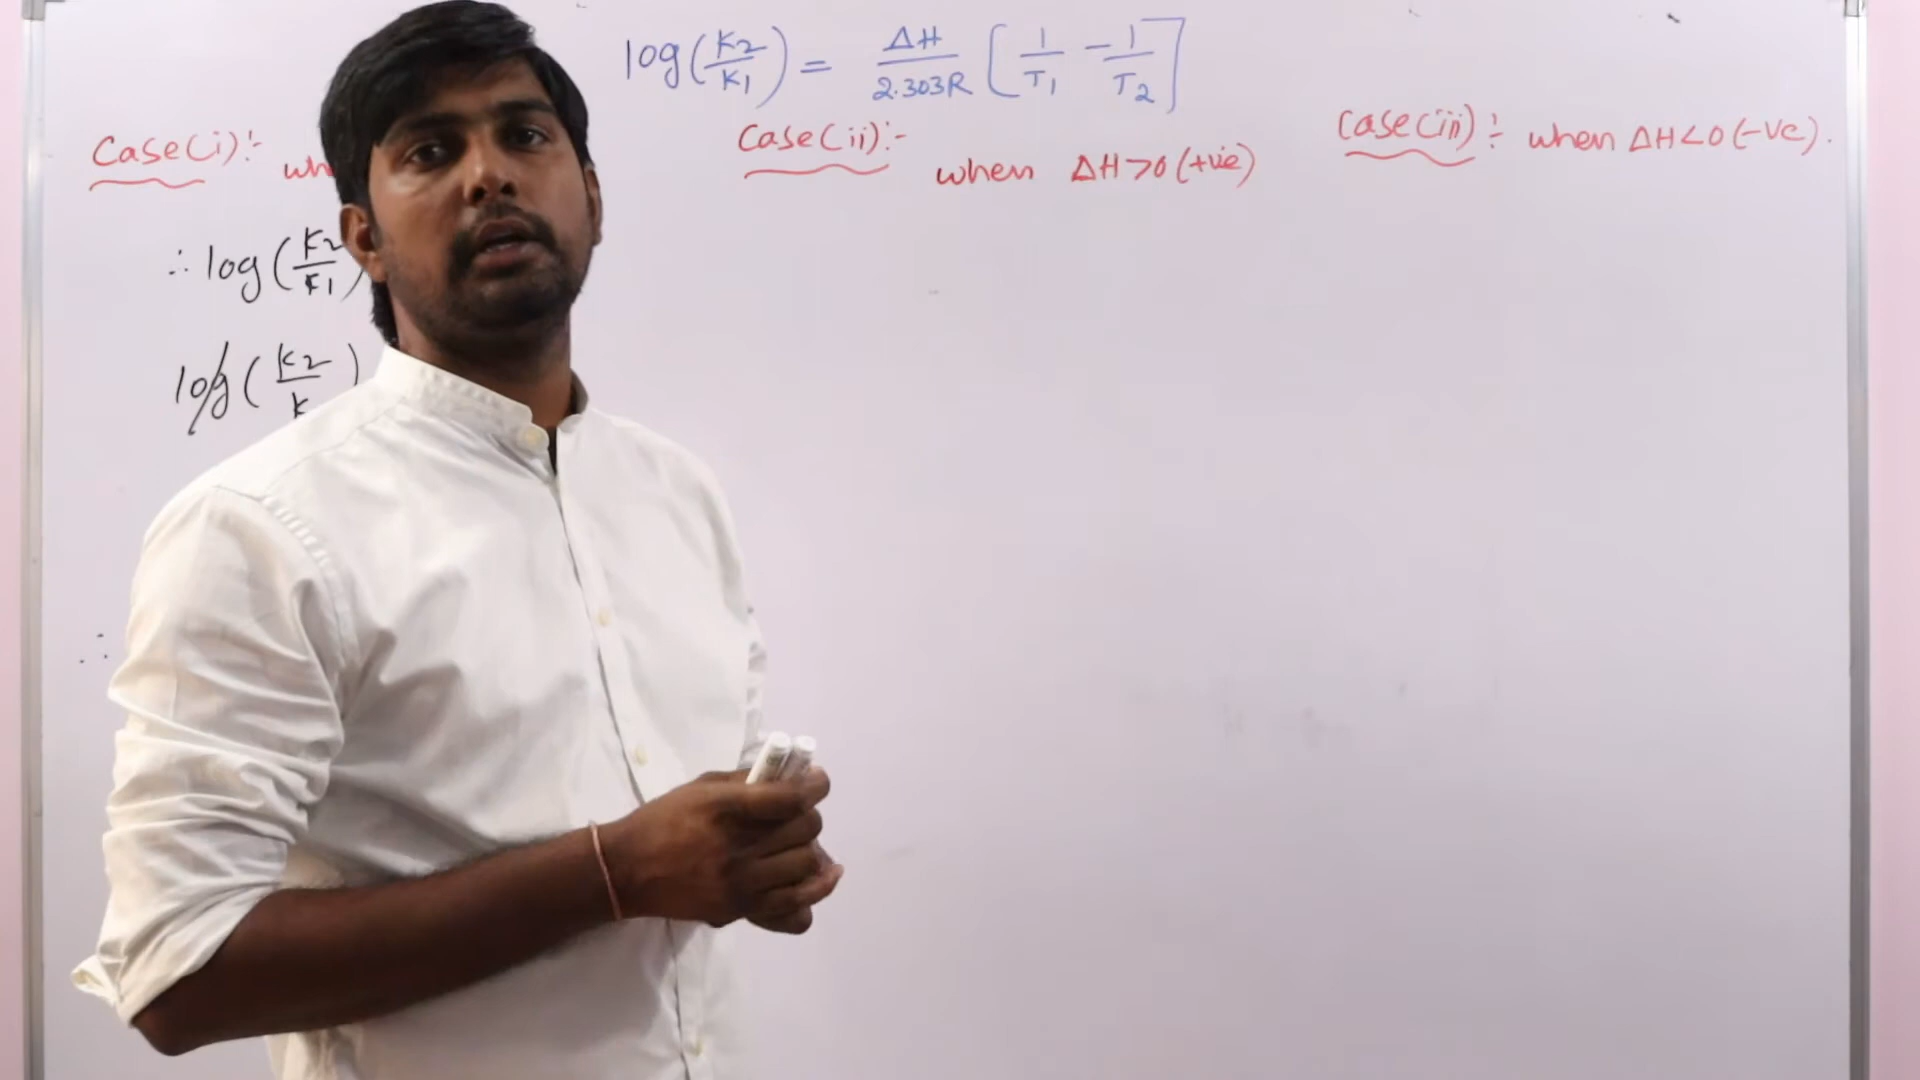 log(K2/K1) = ΔH/2.303R [1/T1 - 1/T2]
Case(i):-
∴ log(K2/K1)
log(K2/K
∴
Case(ii):-
when ΔH>0(+ve)
Case(iii):- when ΔH<0(-ve).